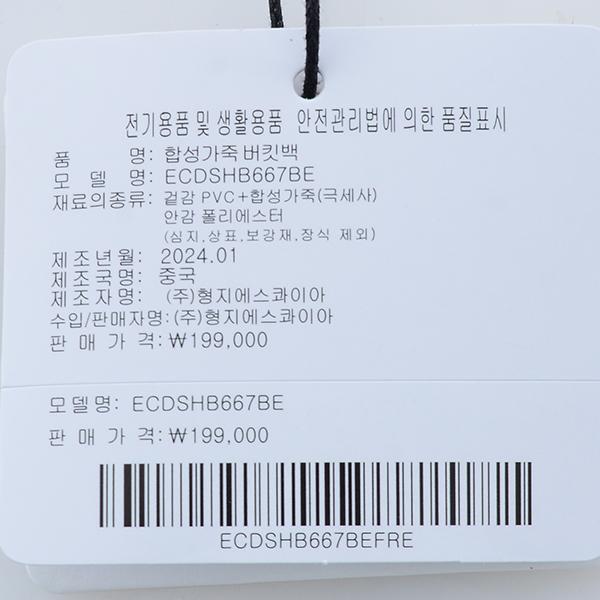 전기용품 및 생활용품 안전관리법에 의한 품질표시
품 명: 합성가죽 버킷백
모 델 명: ECDSHB667BE
재료의종류: 겉감 PVC+합성가죽(극세사)
안감 폴리에스터
(심지,상표,보강재,장식 제외)
제조년월: 2024.01
제조국명: 중국
제조자명: (주)형지에스콰이아
수입/판매자명: (주)형지에스콰이아
판 매 가 격: ₩199,000
모델명: ECDSHB667BE
판 매 가 격: ₩199,000
ECDSHB667BEFRE